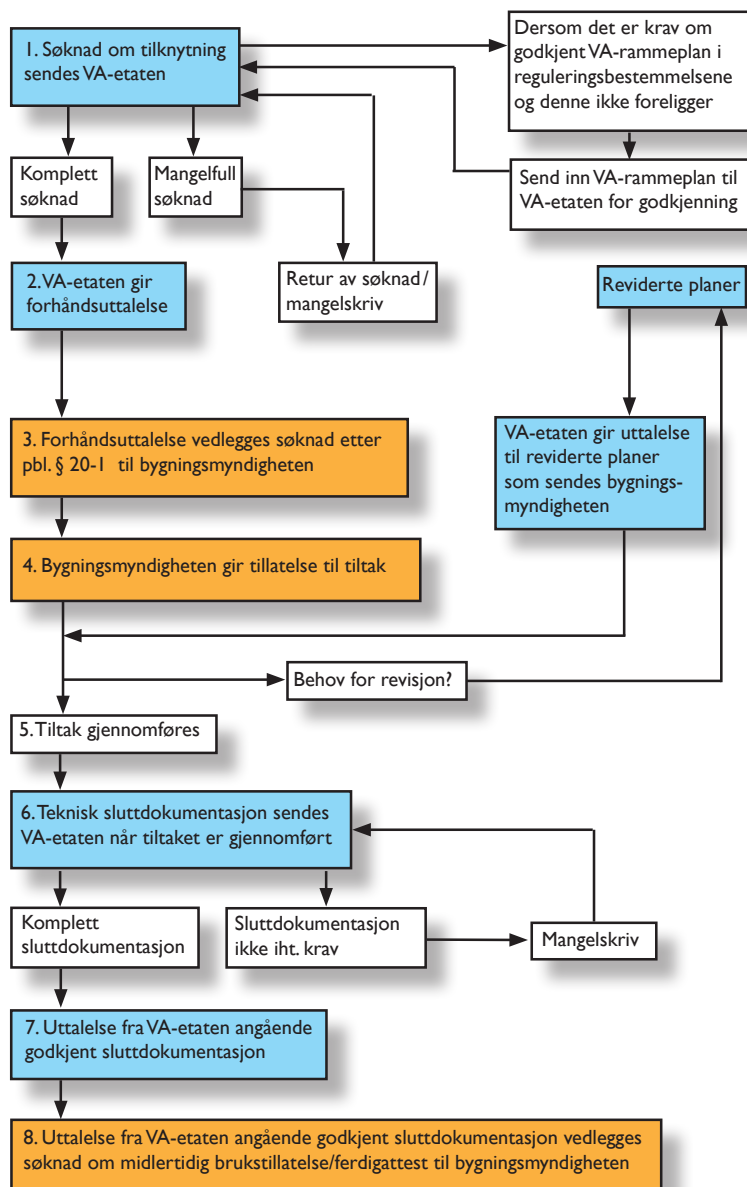 1. Søknad om tilknytning
sendes VA-etaten
Dersom det er krav om
godkjent VA-rammeplan i
reguleringsbestemmelsene
og denne ikke foreligger
Komplett
søknad
Mangelfull
søknad
Send inn VA-rammeplan til
VA-etaten for godkjenning
2. VA-etaten gir
forhåndsuttalelse
Retur av søknad/
mangelskriv
Reviderte planer
3. Forhåndsuttalelse vedlegges søknad etter
pbl. § 20-1 til bygningsmyndigheten
VA-etaten gir uttalelse
til reviderte planer
som sendes bygnings-
myndigheten
4. Bygningsmyndigheten gir tillatelse til tiltak
Behov for revisjon?
5. Tiltak gjennomføres
6. Teknisk sluttdokumentasjon sendes
VA-etaten når tiltaket er gjennomført
Komplett
sluttdokumentasjon
Sluttdokumentasjon
ikke iht. krav
Mangelskriv
7. Uttalelse fra VA-etaten angående
godkjent sluttdokumentasjon
8. Uttalelse fra VA-etaten angående godkjent sluttdokumentasjon vedlegges
søknad om midlertidig brukstillatelse/ferdigattest til bygningsmyndigheten